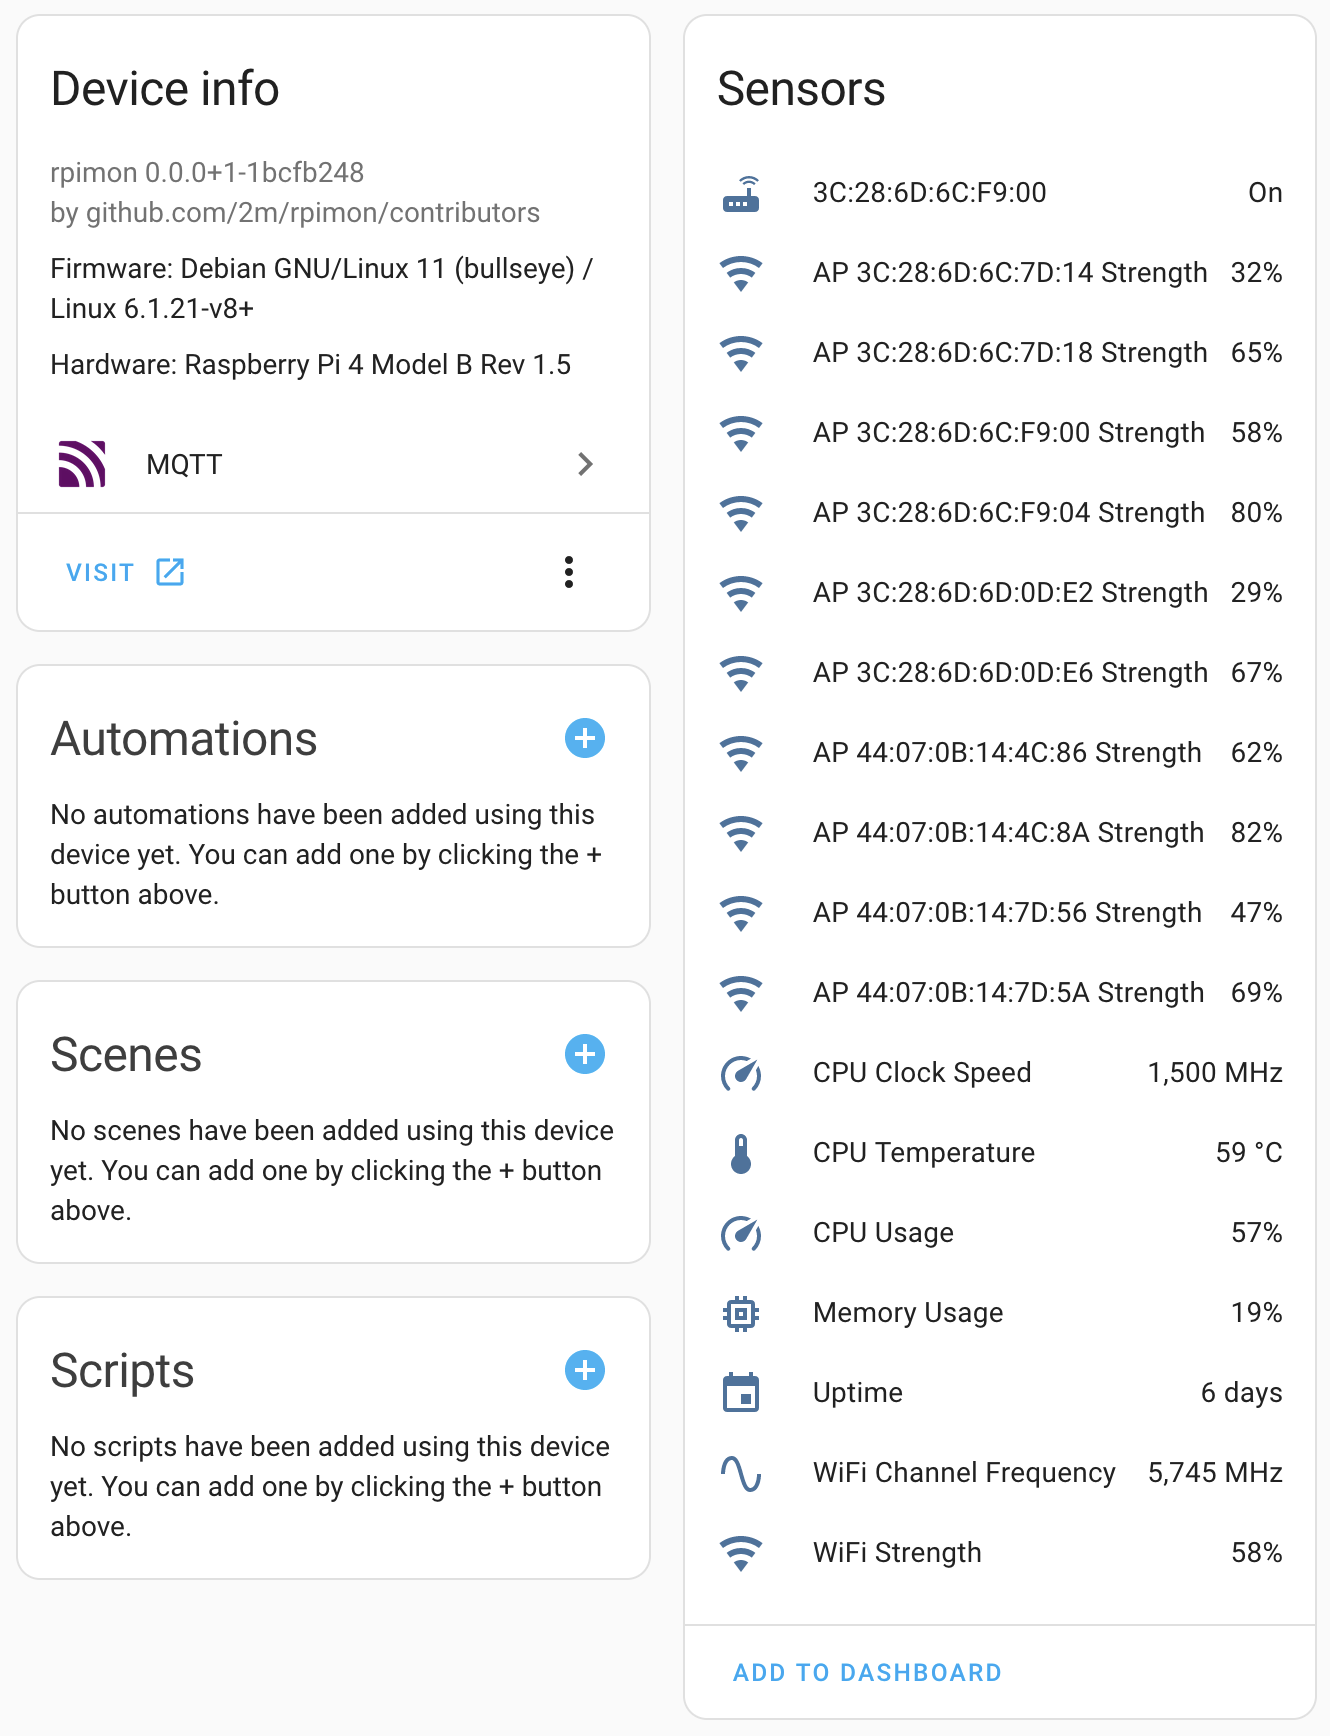 Device info
rpimon 0.0.0+1-1bcfb248
by github.com/2m/rpimon/contributors
Firmware: Debian GNU/Linux 11 (bullseye) /
Linux 6.1.21-v8+
Hardware: Raspberry Pi 4 Model B Rev 1.5
MQTT
VISIT
Automations
No automations have been added using this
device yet. You can add one by clicking the +
button above.
Scenes
No scenes have been added using this device
yet. You can add one by clicking the + button
above.
Scripts
No scripts have been added using this device
yet. You can add one by clicking the + button
above.
Sensors
3C:28:6D:6C:F9:00 On
AP 3C:28:6D:6C:7D:14 Strength 32%
AP 3C:28:6D:6C:7D:18 Strength 65%
AP 3C:28:6D:6C:F9:00 Strength 58%
AP 3C:28:6D:6C:F9:04 Strength 80%
AP 3C:28:6D:6D:0D:E2 Strength 29%
AP 3C:28:6D:6D:0D:E6 Strength 67%
AP 44:07:0B:14:4C:86 Strength 62%
AP 44:07:0B:14:4C:8A Strength 82%
AP 44:07:0B:14:7D:56 Strength 47%
AP 44:07:0B:14:7D:5A Strength 69%
CPU Clock Speed 1,500 MHz
CPU Temperature 59 °C
CPU Usage 57%
Memory Usage 19%
Uptime 6 days
WiFi Channel Frequency 5,745 MHz
WiFi Strength 58%
ADD TO DASHBOARD